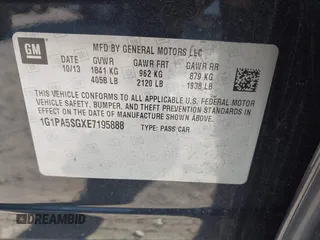 GM
MFD BY GENERAL MOTORS LLC
DATE GVWR GAWR FRT GAWR RR
10/13 1841 KG 962 KG 879 KG
4058 LB 2120 LB 1938 LB
THIS VEHICLE CONFORMS TO ALL APPLICABLE U.S. FEDERAL MOTOR
VEHICLE SAFETY, BUMPER, AND THEFT PREVENTION STANDARDS IN
EFFECT ON THE DATE OF MANUFACTURE SHOWN ABOVE.
1G1PA5SGXE7195888
TYPE: PASS CAR
DREAMBID